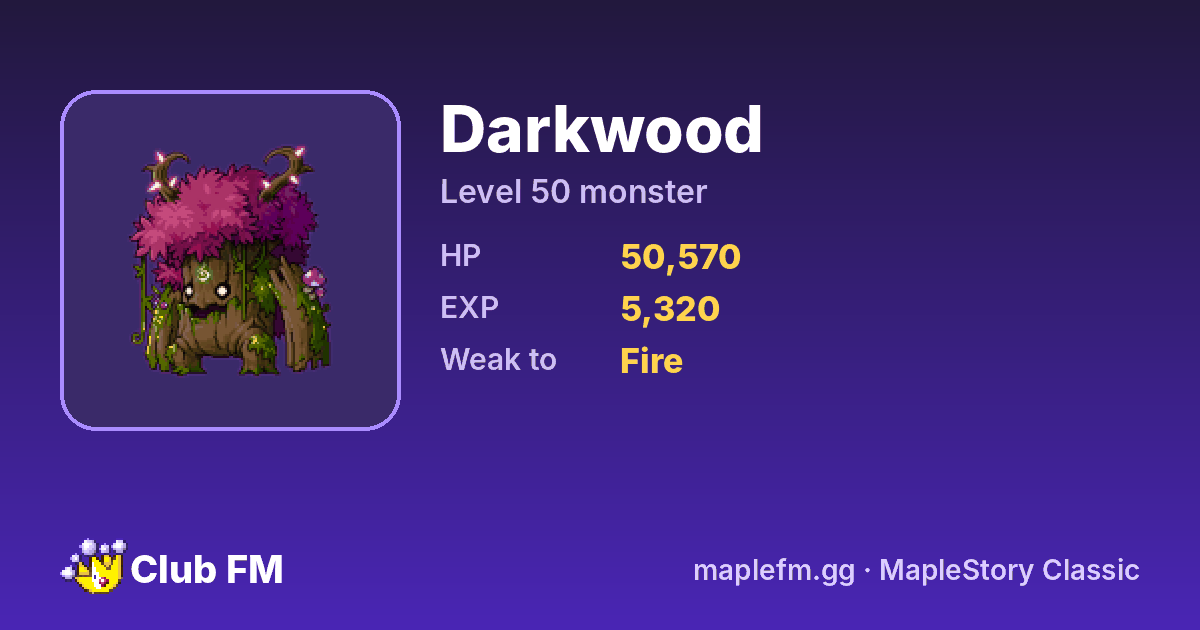 Darkwood
Level 50 monster
HP 50,570
EXP 5,320
Weak to Fire
Club FM
maplefm.gg · MapleStory Classic